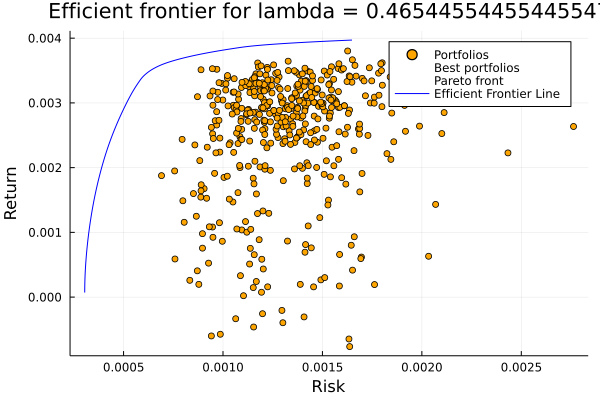 Efficient frontier for lambda = 0.4654455445544554
Portfolios
Best portfolios
Pareto front
Efficient Frontier Line
0.004
0.003
0.002
0.001
0.000
Return
0.0005
0.0010
0.0015
0.0020
0.0025
Risk